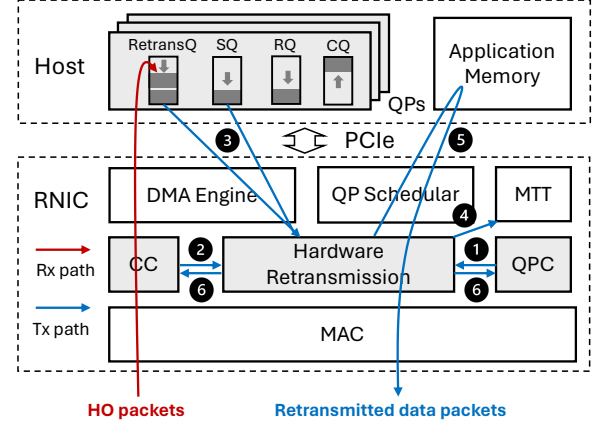 RetransQ SQ RQ CQ
Host
Application
Memory
QPs
3 PCIe 5
RNIC
DMA Engine QP Schedular MTT
4
Rx path
CC 2 Hardware 1 QPC
Retransmission
6 6
Tx path
MAC
HO packets Retransmitted data packets